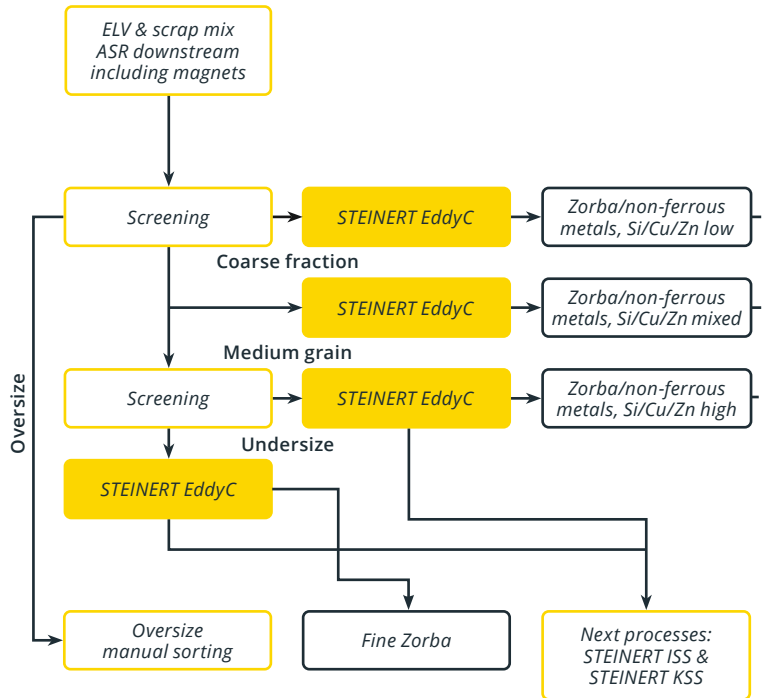 ELV & scrap mix
ASR downstream
including magnets
Screening
STEINERT EddyC
Zorba/non-ferrous
metals, Si/Cu/Zn low
Coarse fraction
STEINERT EddyC
Zorba/non-ferrous
metals, Si/Cu/Zn mixed
Medium grain
Screening
STEINERT EddyC
Zorba/non-ferrous
metals, Si/Cu/Zn high
Oversize
Undersize
STEINERT EddyC
Oversize
manual sorting
Fine Zorba
Next processes:
STEINERT ISS &
STEINERT KSS